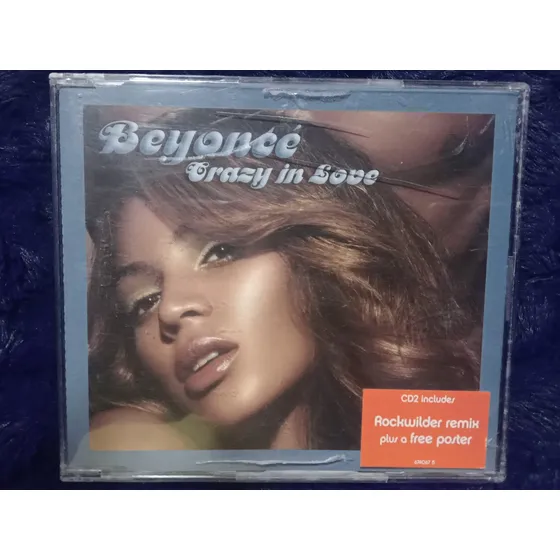 Beyoncé
Crazy in Love
CD2 includes
Rockwilder remix
plus a free poster